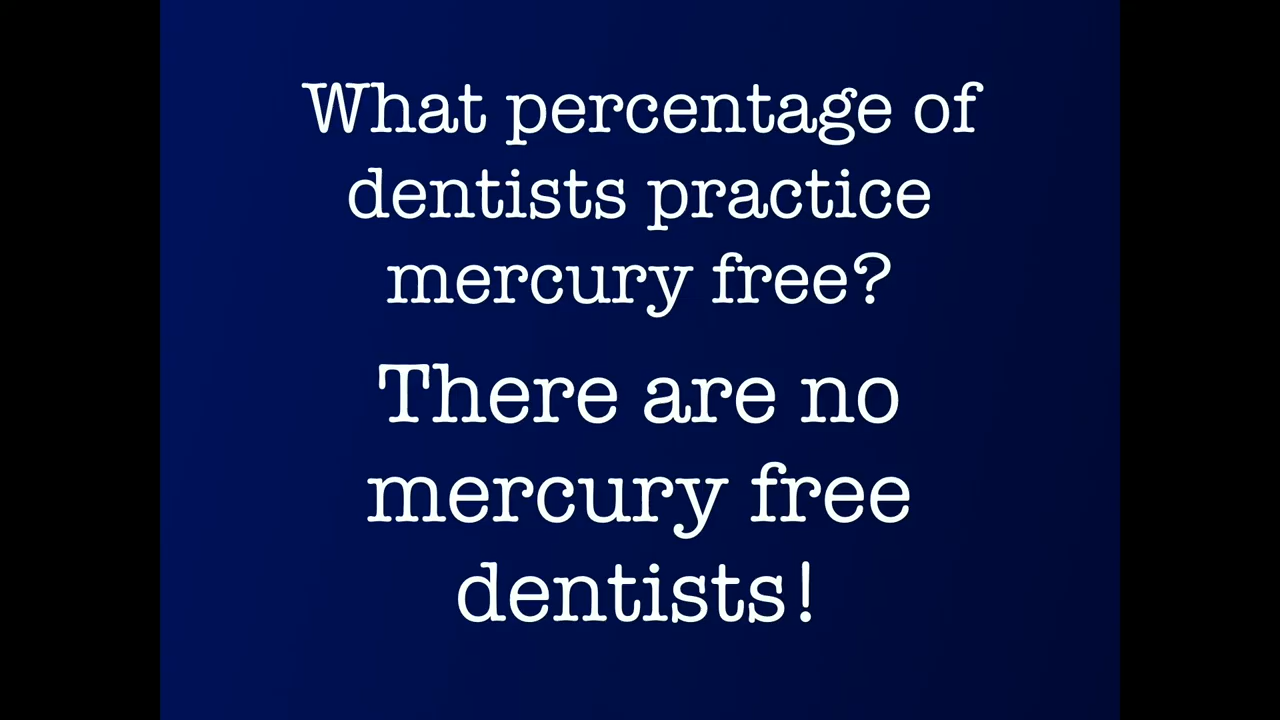 What percentage of
dentists practice
mercury free?
There are no
mercury free
dentists!